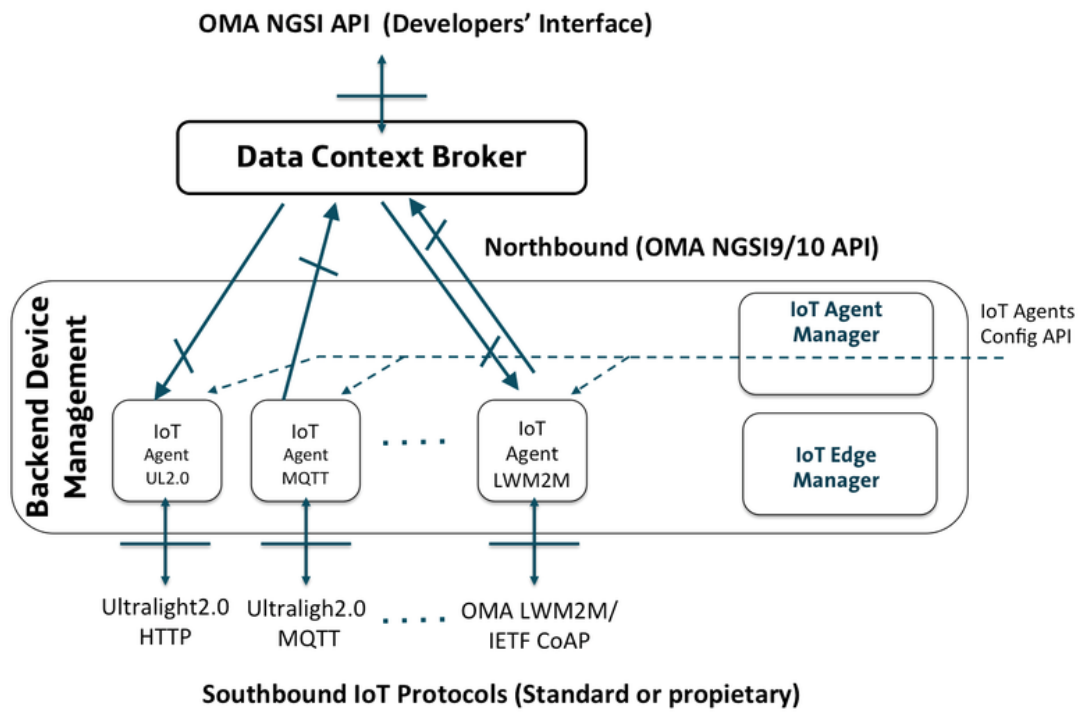 OMA NGSI API  (Developers’ Interface)
Data Context Broker
Northbound (OMA NGSI9/10 API)
Backend Device
Management
IoT Agent
Manager
IoT Agents
Config API
IoT
Agent
UL2.0
IoT
Agent
MQTT
IoT
Agent
LWM2M
IoT Edge
Manager
Ultralight2.0
HTTP
Ultraligh2.0
MQTT
OMA LWM2M/
IETF CoAP
Southbound IoT Protocols (Standard or propietary)